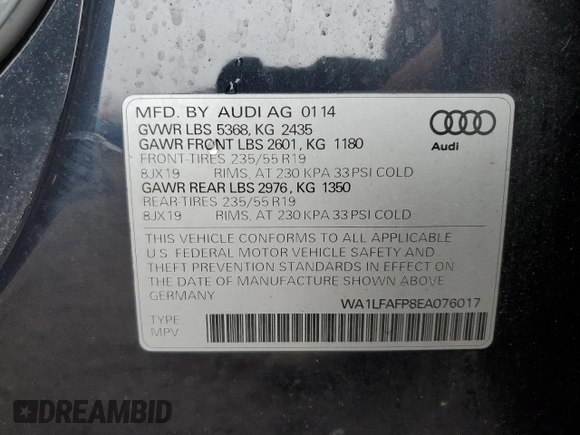 MFD. BY AUDI AG 01 14
GVWR LBS 5368, KG 2435
GAWR FRONT LBS 2601, KG 1180
FRONT-TIRES 235/55 R19
8JX19 RIMS, AT 230 KPA 33 PSI COLD
GAWR REAR LBS 2976, KG 1350
REAR-TIRES 235/55 R19
8JX19 RIMS, AT 230 KPA 33 PSI COLD
Audi
THIS VEHICLE CONFORMS TO ALL APPLICABLE
U.S. FEDERAL MOTOR VEHICLE SAFETY AND
THEFT PREVENTION STANDARDS IN EFFECT ON
THE DATE OF MANUFACTURE SHOWN ABOVE
GERMANY
WA1LFAFP8EA076017
TYPE
MPV
DREAMBID